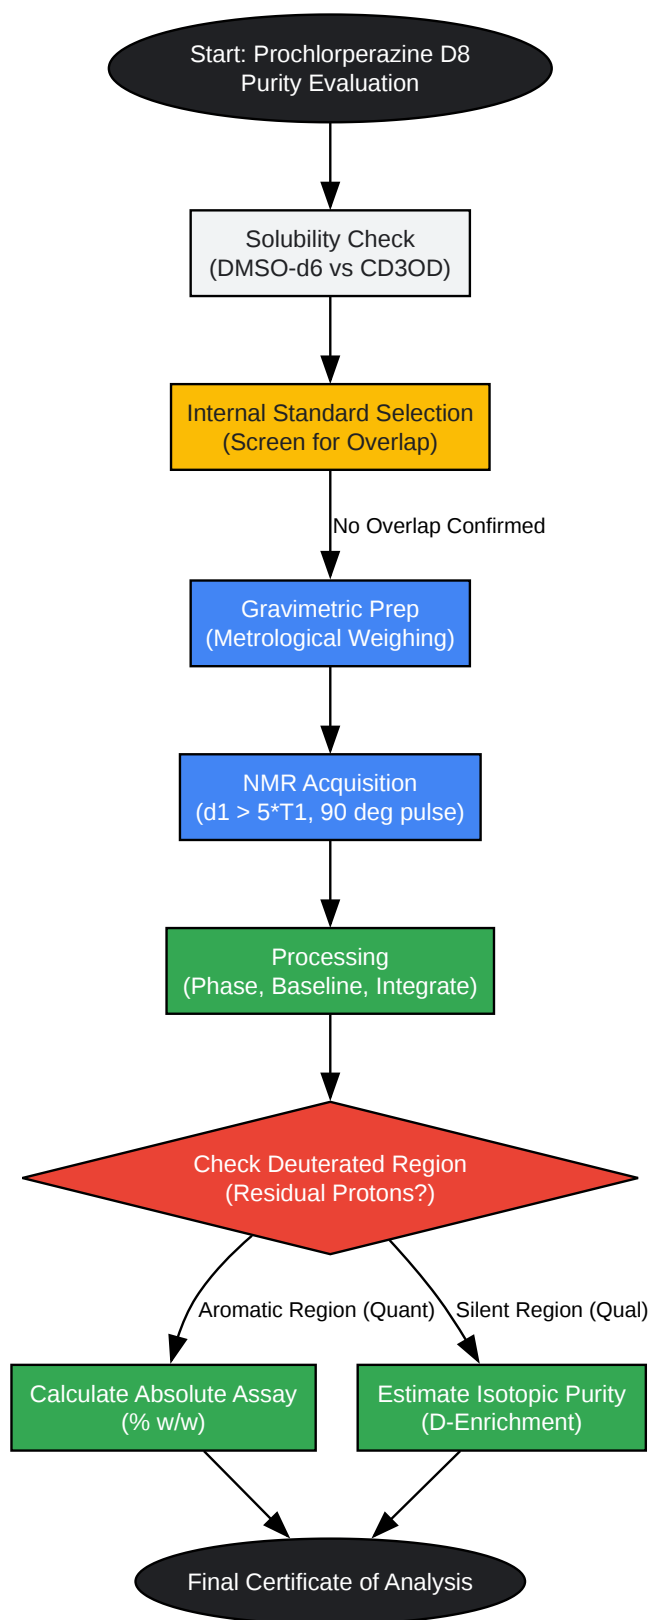 Start: Prochlorperazine D8
Purity Evaluation
Solubility Check
(DMSO-d6 vs CD3OD)
Internal Standard Selection
(Screen for Overlap)
No Overlap Confirmed
Gravimetric Prep
(Metrological Weighing)
NMR Acquisition
(d1 > 5*T1, 90 deg pulse)
Processing
(Phase, Baseline, Integrate)
Check Deuterated Region
(Residual Protons?)
Aromatic Region (Quant)
Silent Region (Qual)
Calculate Absolute Assay
(% w/w)
Estimate Isotopic Purity
(D-Enrichment)
Final Certificate of Analysis